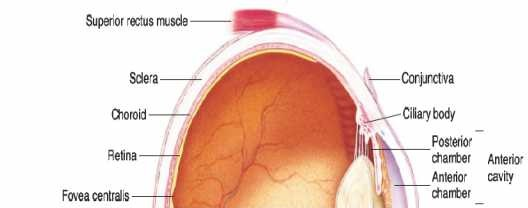 Superior rectus muscle
Sclera
Choroid
Retina
Fovea centralis
Conjunctiva
Ciliary body
Posterior
chamber
Anterior
chamber
Anterior
cavity